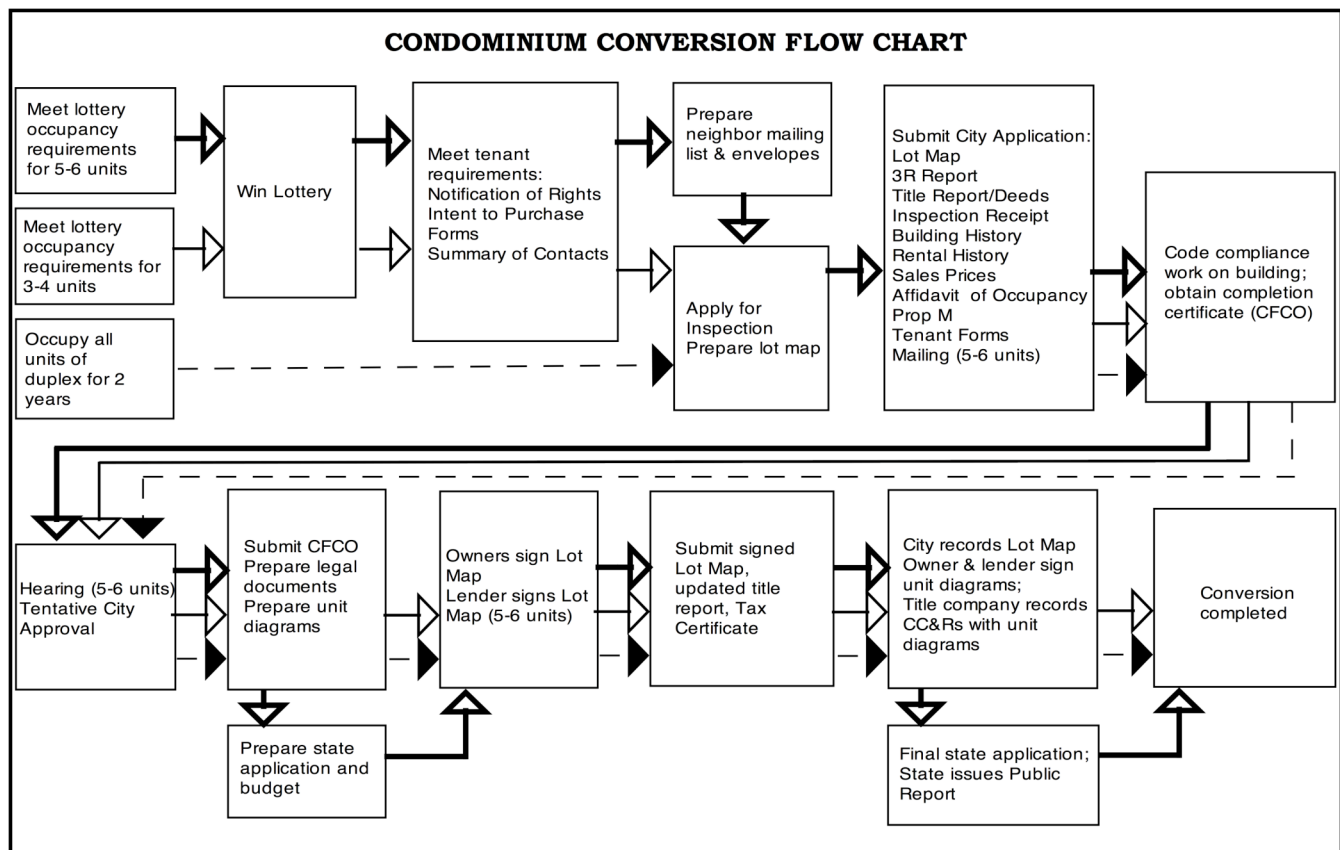 CONDOMINIUM CONVERSION FLOW CHART
Meet lottery
occupancy
requirements
for 5-6 units
Meet lottery
occupancy
requirements for
3-4 units
Occupy all
units of
duplex for 2
years
Win Lottery
Meet tenant
requirements:
Notification of Rights
Intent to Purchase
Forms
Summary of Contacts
Prepare
neighbor mailing
list & envelopes
Apply for
Inspection
Prepare lot map
Submit City Application:
Lot Map
3R Report
Title Report/Deeds
Inspection Receipt
Building History
Rental History
Sales Prices
Affidavit of Occupancy
Prop M
Tenant Forms
Mailing (5-6 units)
Code compliance
work on building;
obtain completion
certificate (CFCO)
Hearing (5-6 units)
Tentative City
Approval
Submit CFCO
Prepare legal
documents
Prepare unit
diagrams
Prepare state
application and
budget
Owners sign Lot
Map
Lender signs Lot
Map (5-6 units)
Submit signed
Lot Map,
updated title
report, Tax
Certificate
City records Lot Map
Owner & lender sign
unit diagrams;
Title company records
CC&Rs with unit
diagrams
Final state application;
State issues Public
Report
Conversion
completed